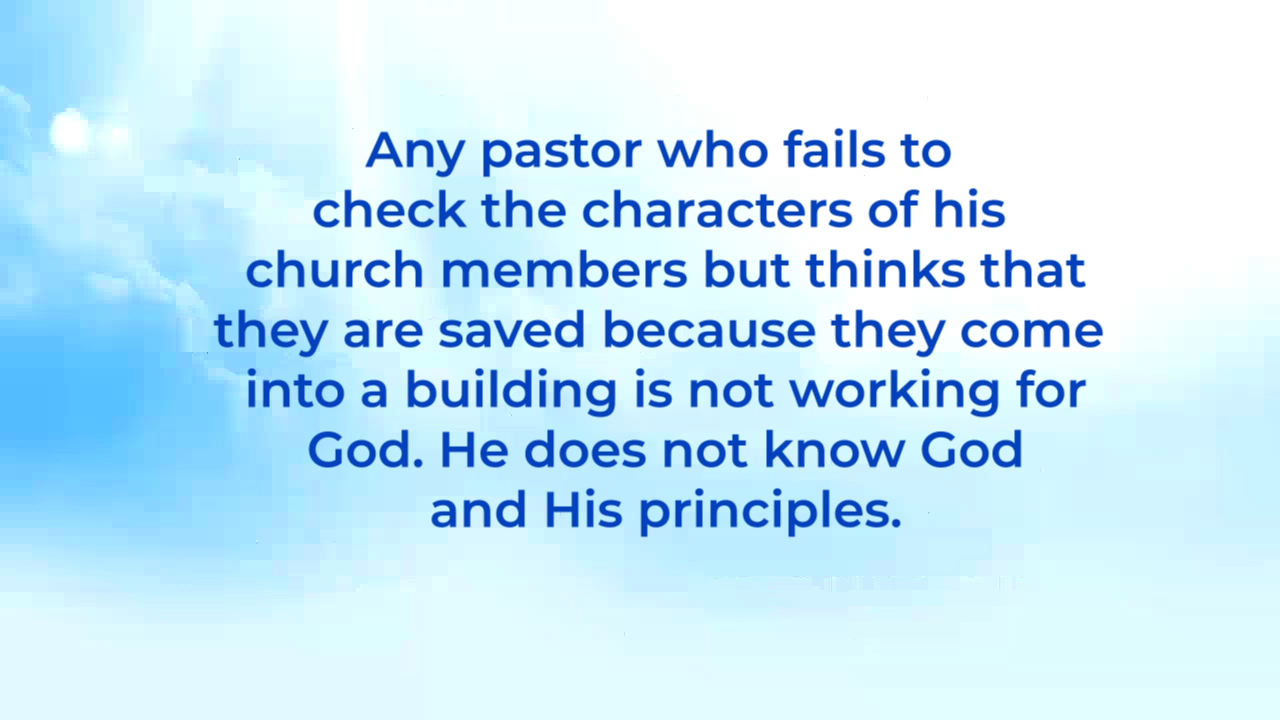 Any pastor who fails to
check the characters of his
church members but thinks that
they are saved because they come
into a building is not working for
God. He does not know God
and His principles.